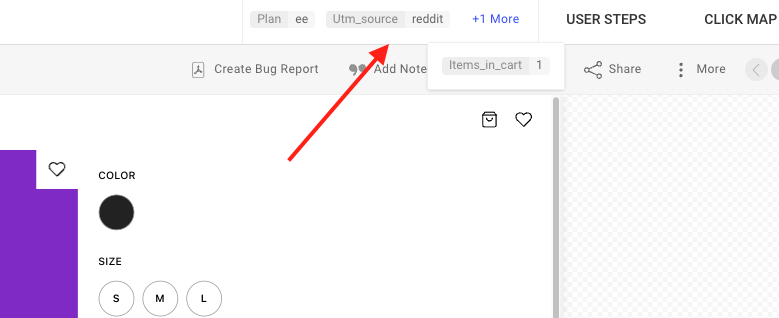 Plan ee Utm_source reddit +1 More USER STEPS CLICK MAP
Items_in_cart 1
Create Bug Report Add Note Share More
COLOR
SIZE
S M L